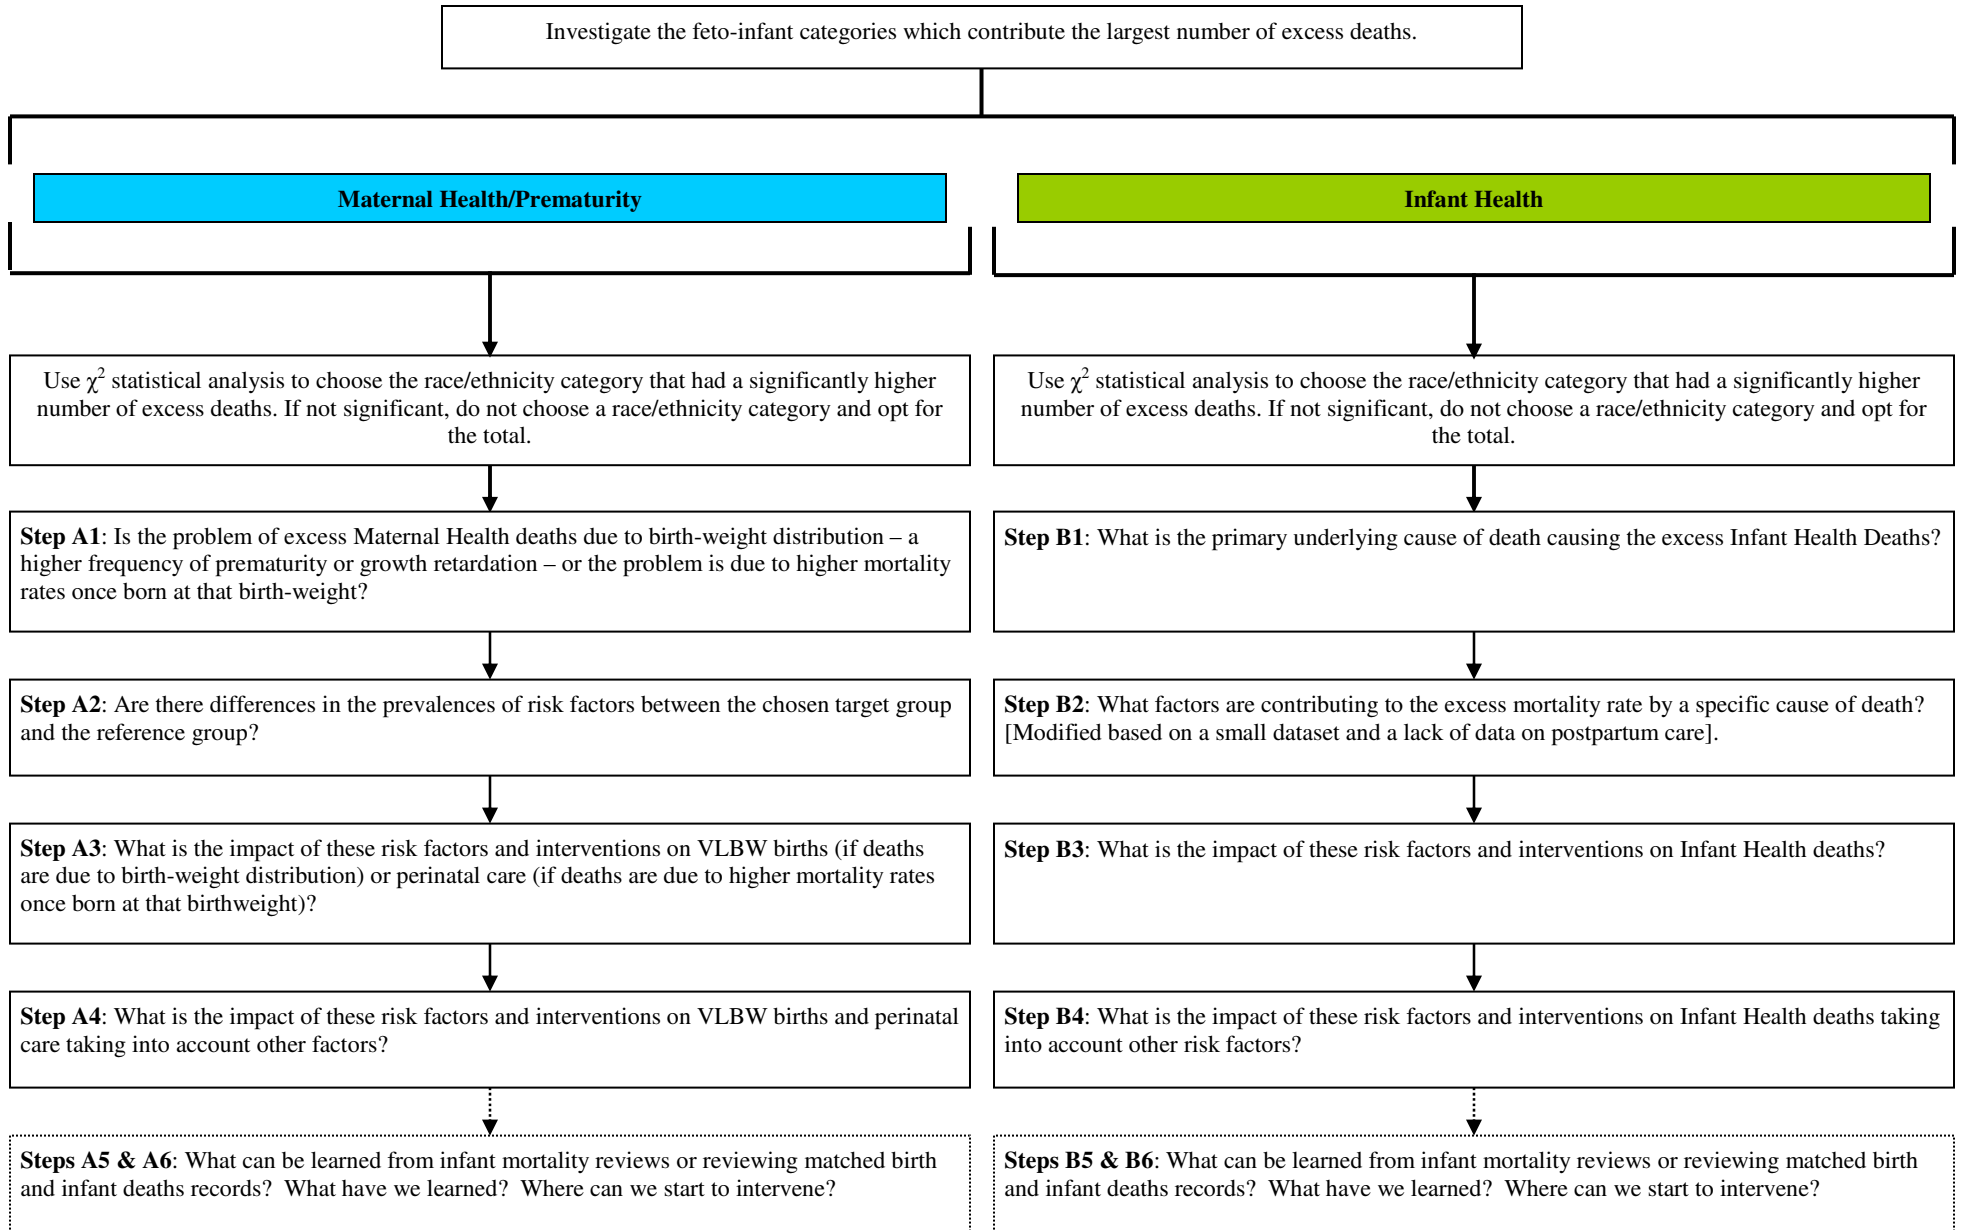 Investigate the feto-infant categories which contribute the largest number of excess deaths.
Maternal Health/Prematurity
Infant Health
Use χ² statistical analysis to choose the race/ethnicity category that had a significantly higher
number of excess deaths. If not significant, do not choose a race/ethnicity category and opt for
the total.
Use χ² statistical analysis to choose the race/ethnicity category that had a significantly higher
number of excess deaths. If not significant, do not choose a race/ethnicity category and opt for
the total.
Step A1: Is the problem of excess Maternal Health deaths due to birth-weight distribution – a
higher frequency of prematurity or growth retardation – or the problem is due to higher mortality
rates once born at that birth-weight?
Step B1: What is the primary underlying cause of death causing the excess Infant Health Deaths?
Step A2: Are there differences in the prevalences of risk factors between the chosen target group
and the reference group?
Step B2: What factors are contributing to the excess mortality rate by a specific cause of death?
[Modified based on a small dataset and a lack of data on postpartum care].
Step A3: What is the impact of these risk factors and interventions on VLBW births (if deaths
are due to birth-weight distribution) or perinatal care (if deaths are due to higher mortality rates
once born at that birthweight)?
Step B3: What is the impact of these risk factors and interventions on Infant Health deaths?
Step A4: What is the impact of these risk factors and interventions on VLBW births and perinatal
care taking into account other factors?
Step B4: What is the impact of these risk factors and interventions on Infant Health deaths taking
into account other risk factors?
Steps A5 & A6: What can be learned from infant mortality reviews or reviewing matched birth
and infant deaths records?  What have we learned?  Where can we start to intervene?
Steps B5 & B6: What can be learned from infant mortality reviews or reviewing matched birth
and infant deaths records?  What have we learned?  Where can we start to intervene?